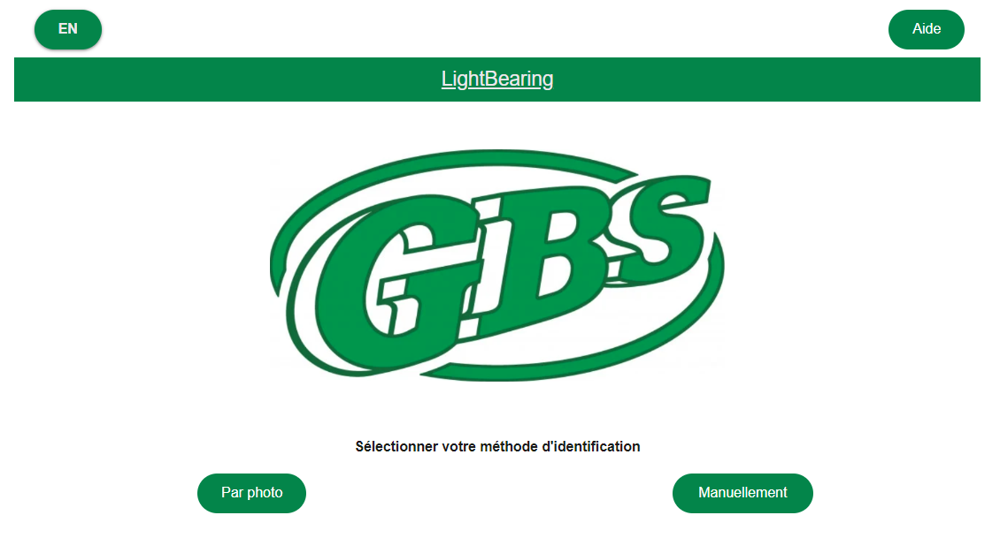 EN
Aide
LightBearing
GBS
Sélectionner votre méthode d'identification
Par photo
Manuellement